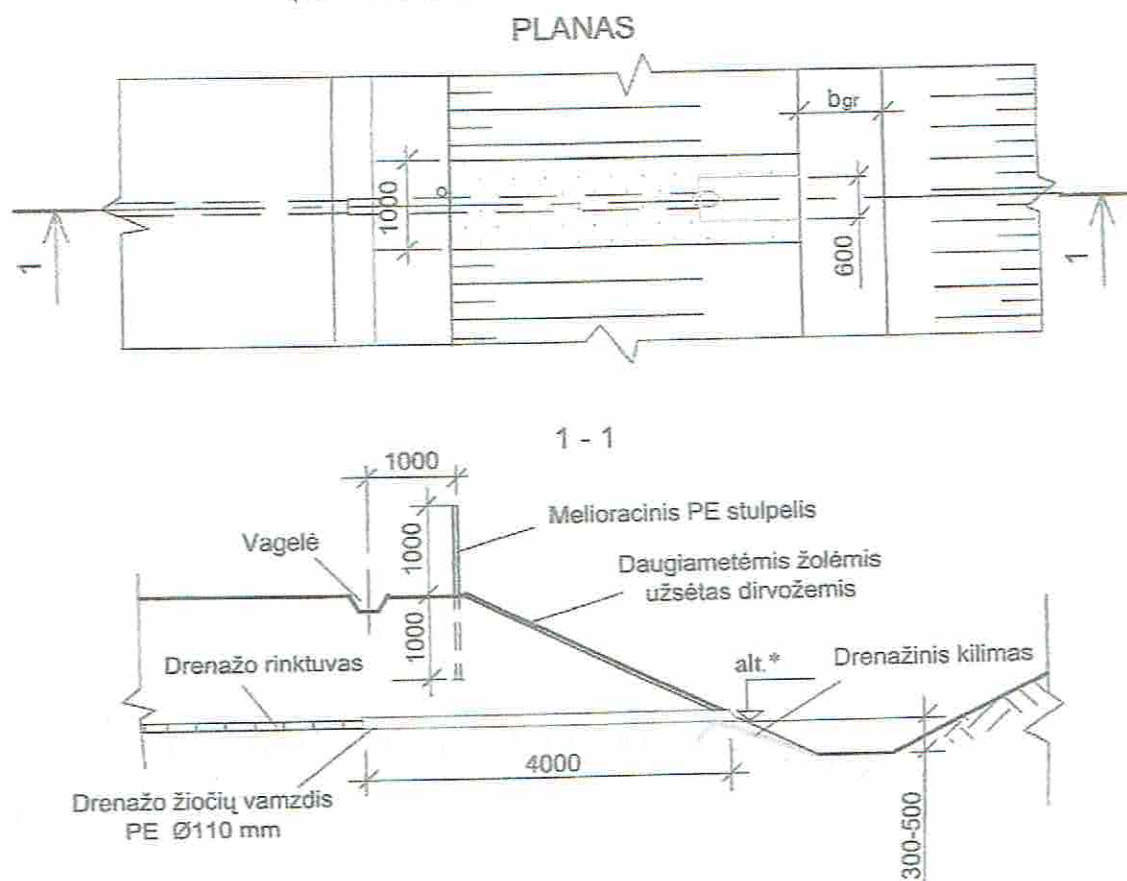 PLANAS
bgr
1000
600
1
1
1 - 1
1000
1000
Melioracinis PE stulpelis
Vagelė
Daugiametėmis žolėmis
užsėtas dirvožemis
1000
Drenažo rinktuvas
alt.*
Drenažinis kilimas
4000
Drenažo žiočių vamzdis
PE Ø110 mm
300-500